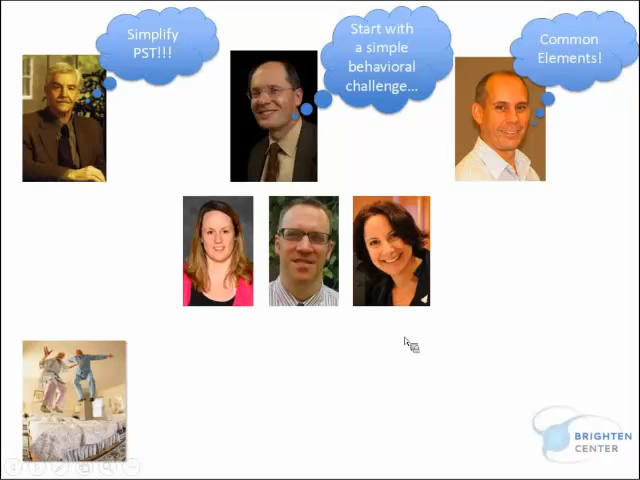 Simplify
PST!!!
Start with
a simple
behavioral
challenge...
Common
Elements!
BRIGHTEN
CENTER